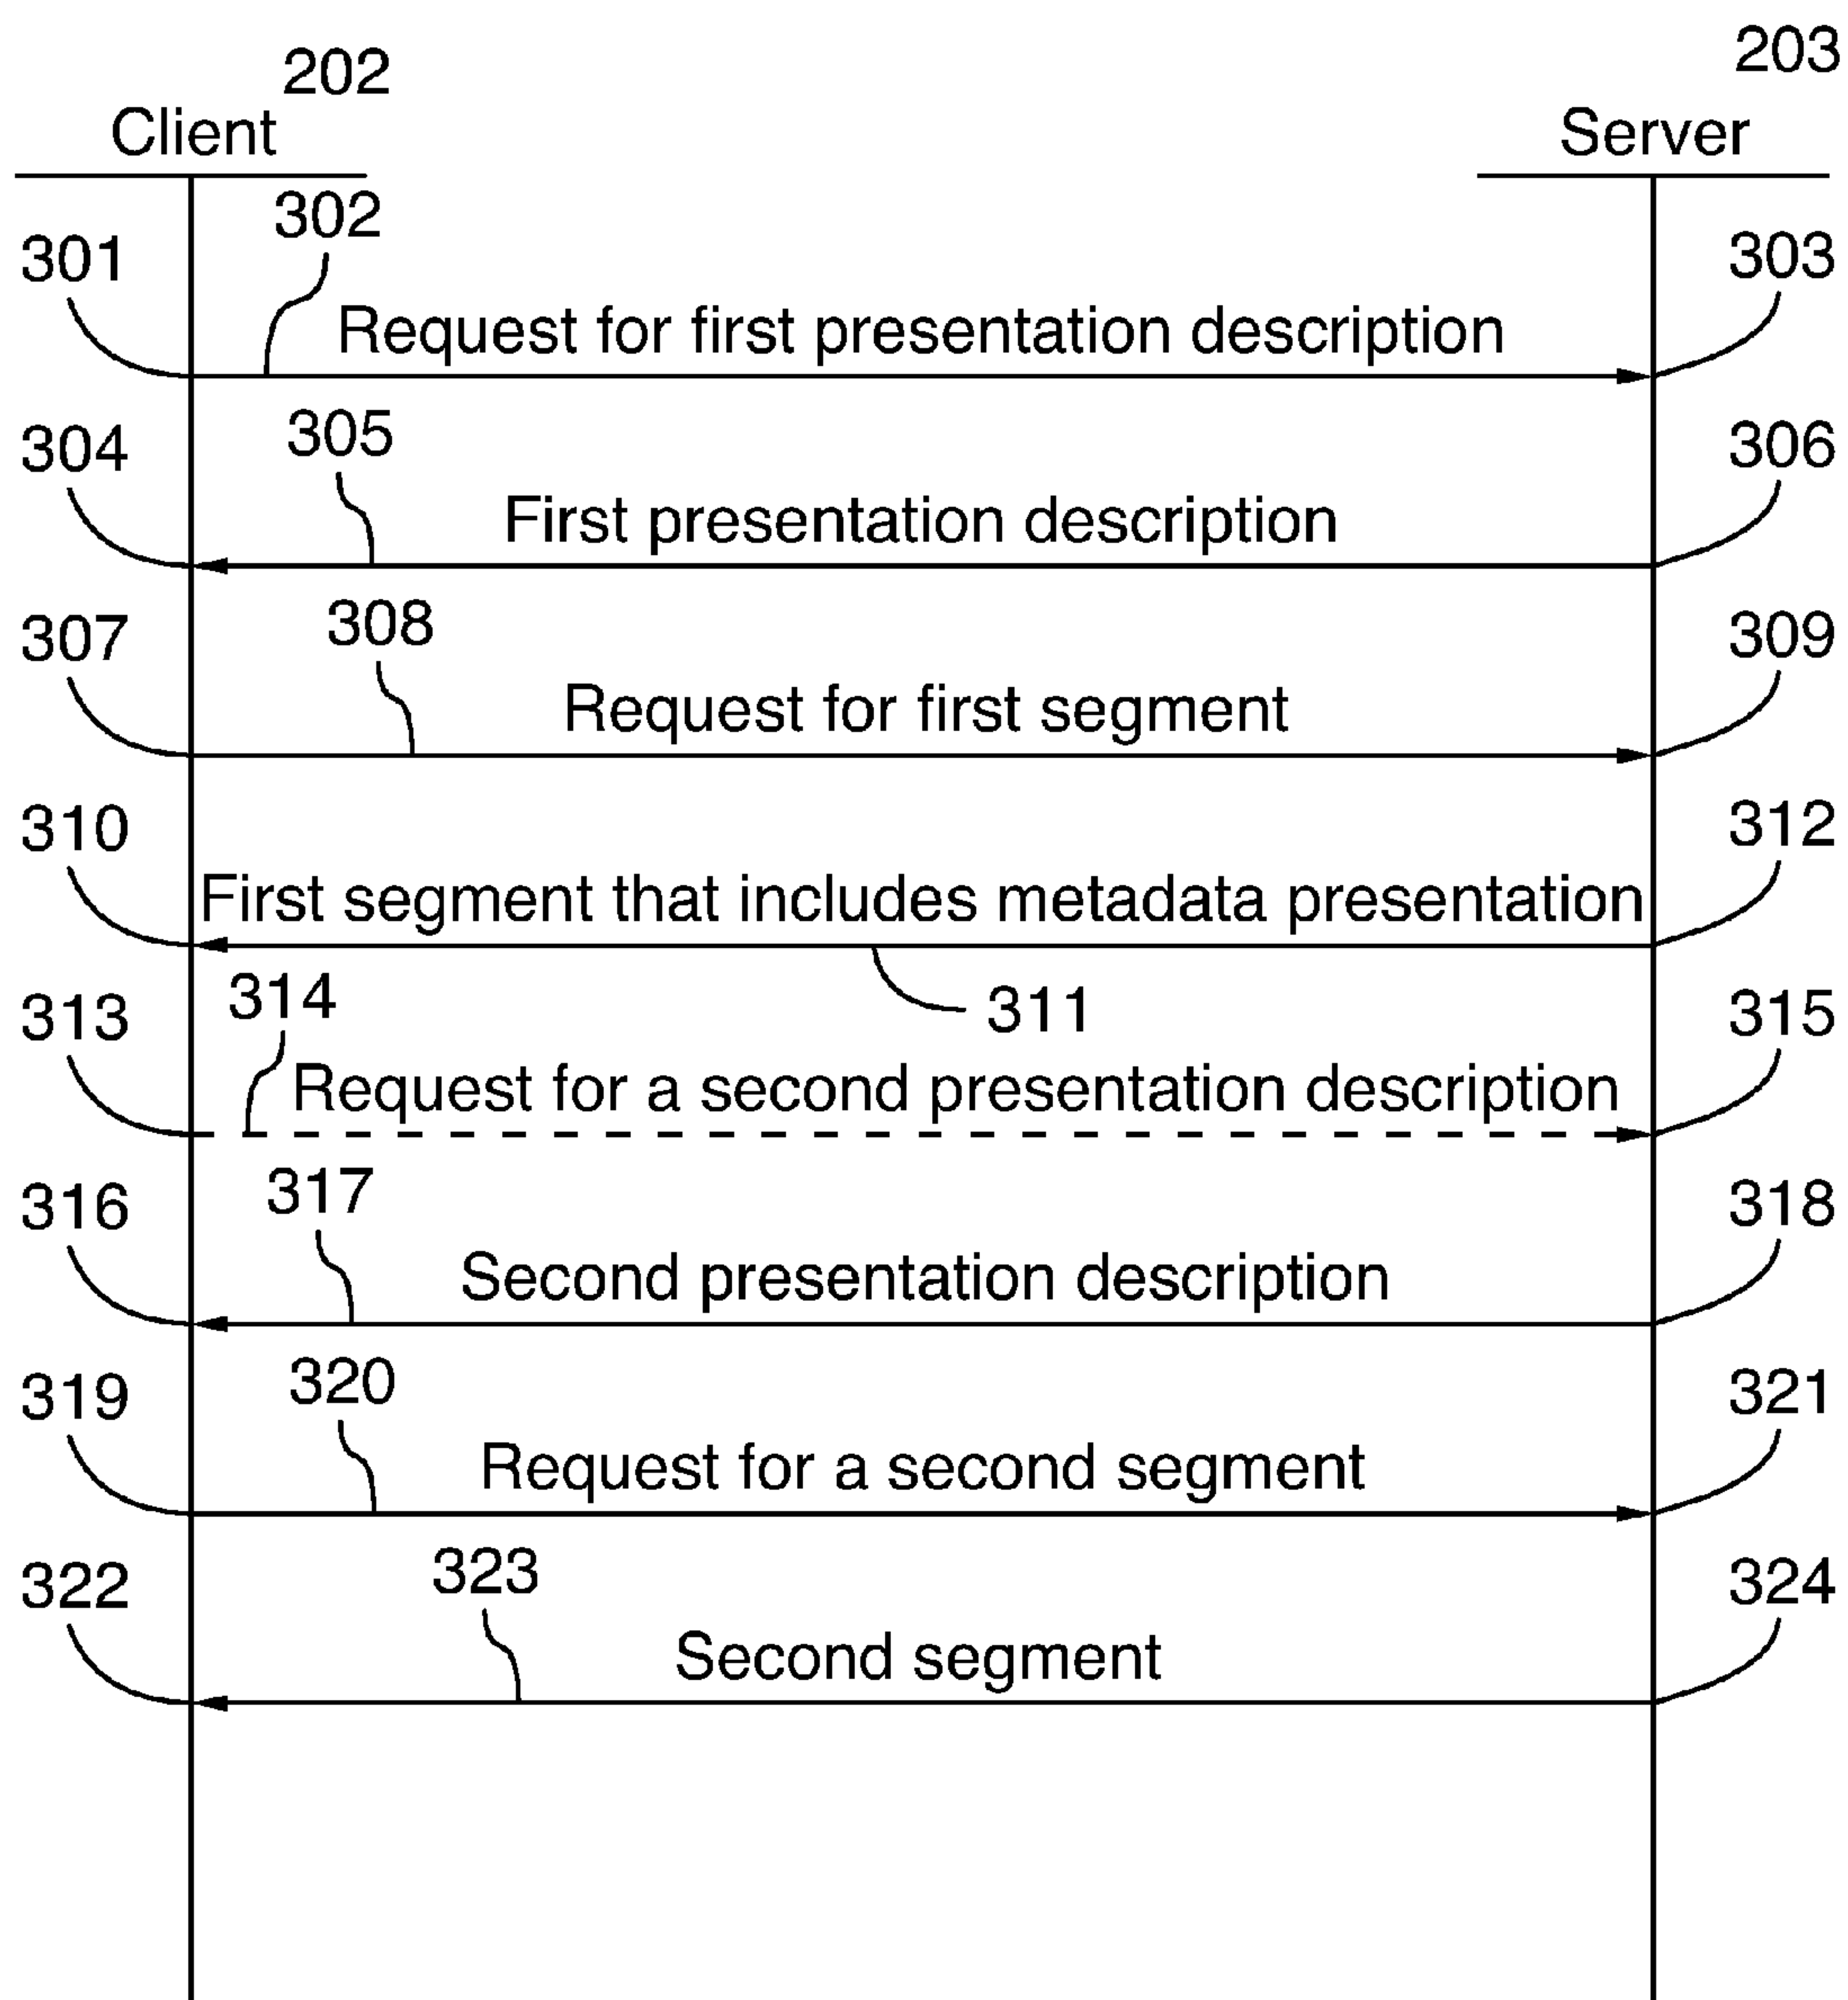 202
203
Client
Server
302
301
303
Request for first presentation description
305
304
306
First presentation description
308
307
309
Request for first segment
310
312
First segment that includes metadata presentation
314
311
313
315
Request for a second presentation description
317
316
318
Second presentation description
320
319
321
Request for a second segment
323
322
324
Second segment